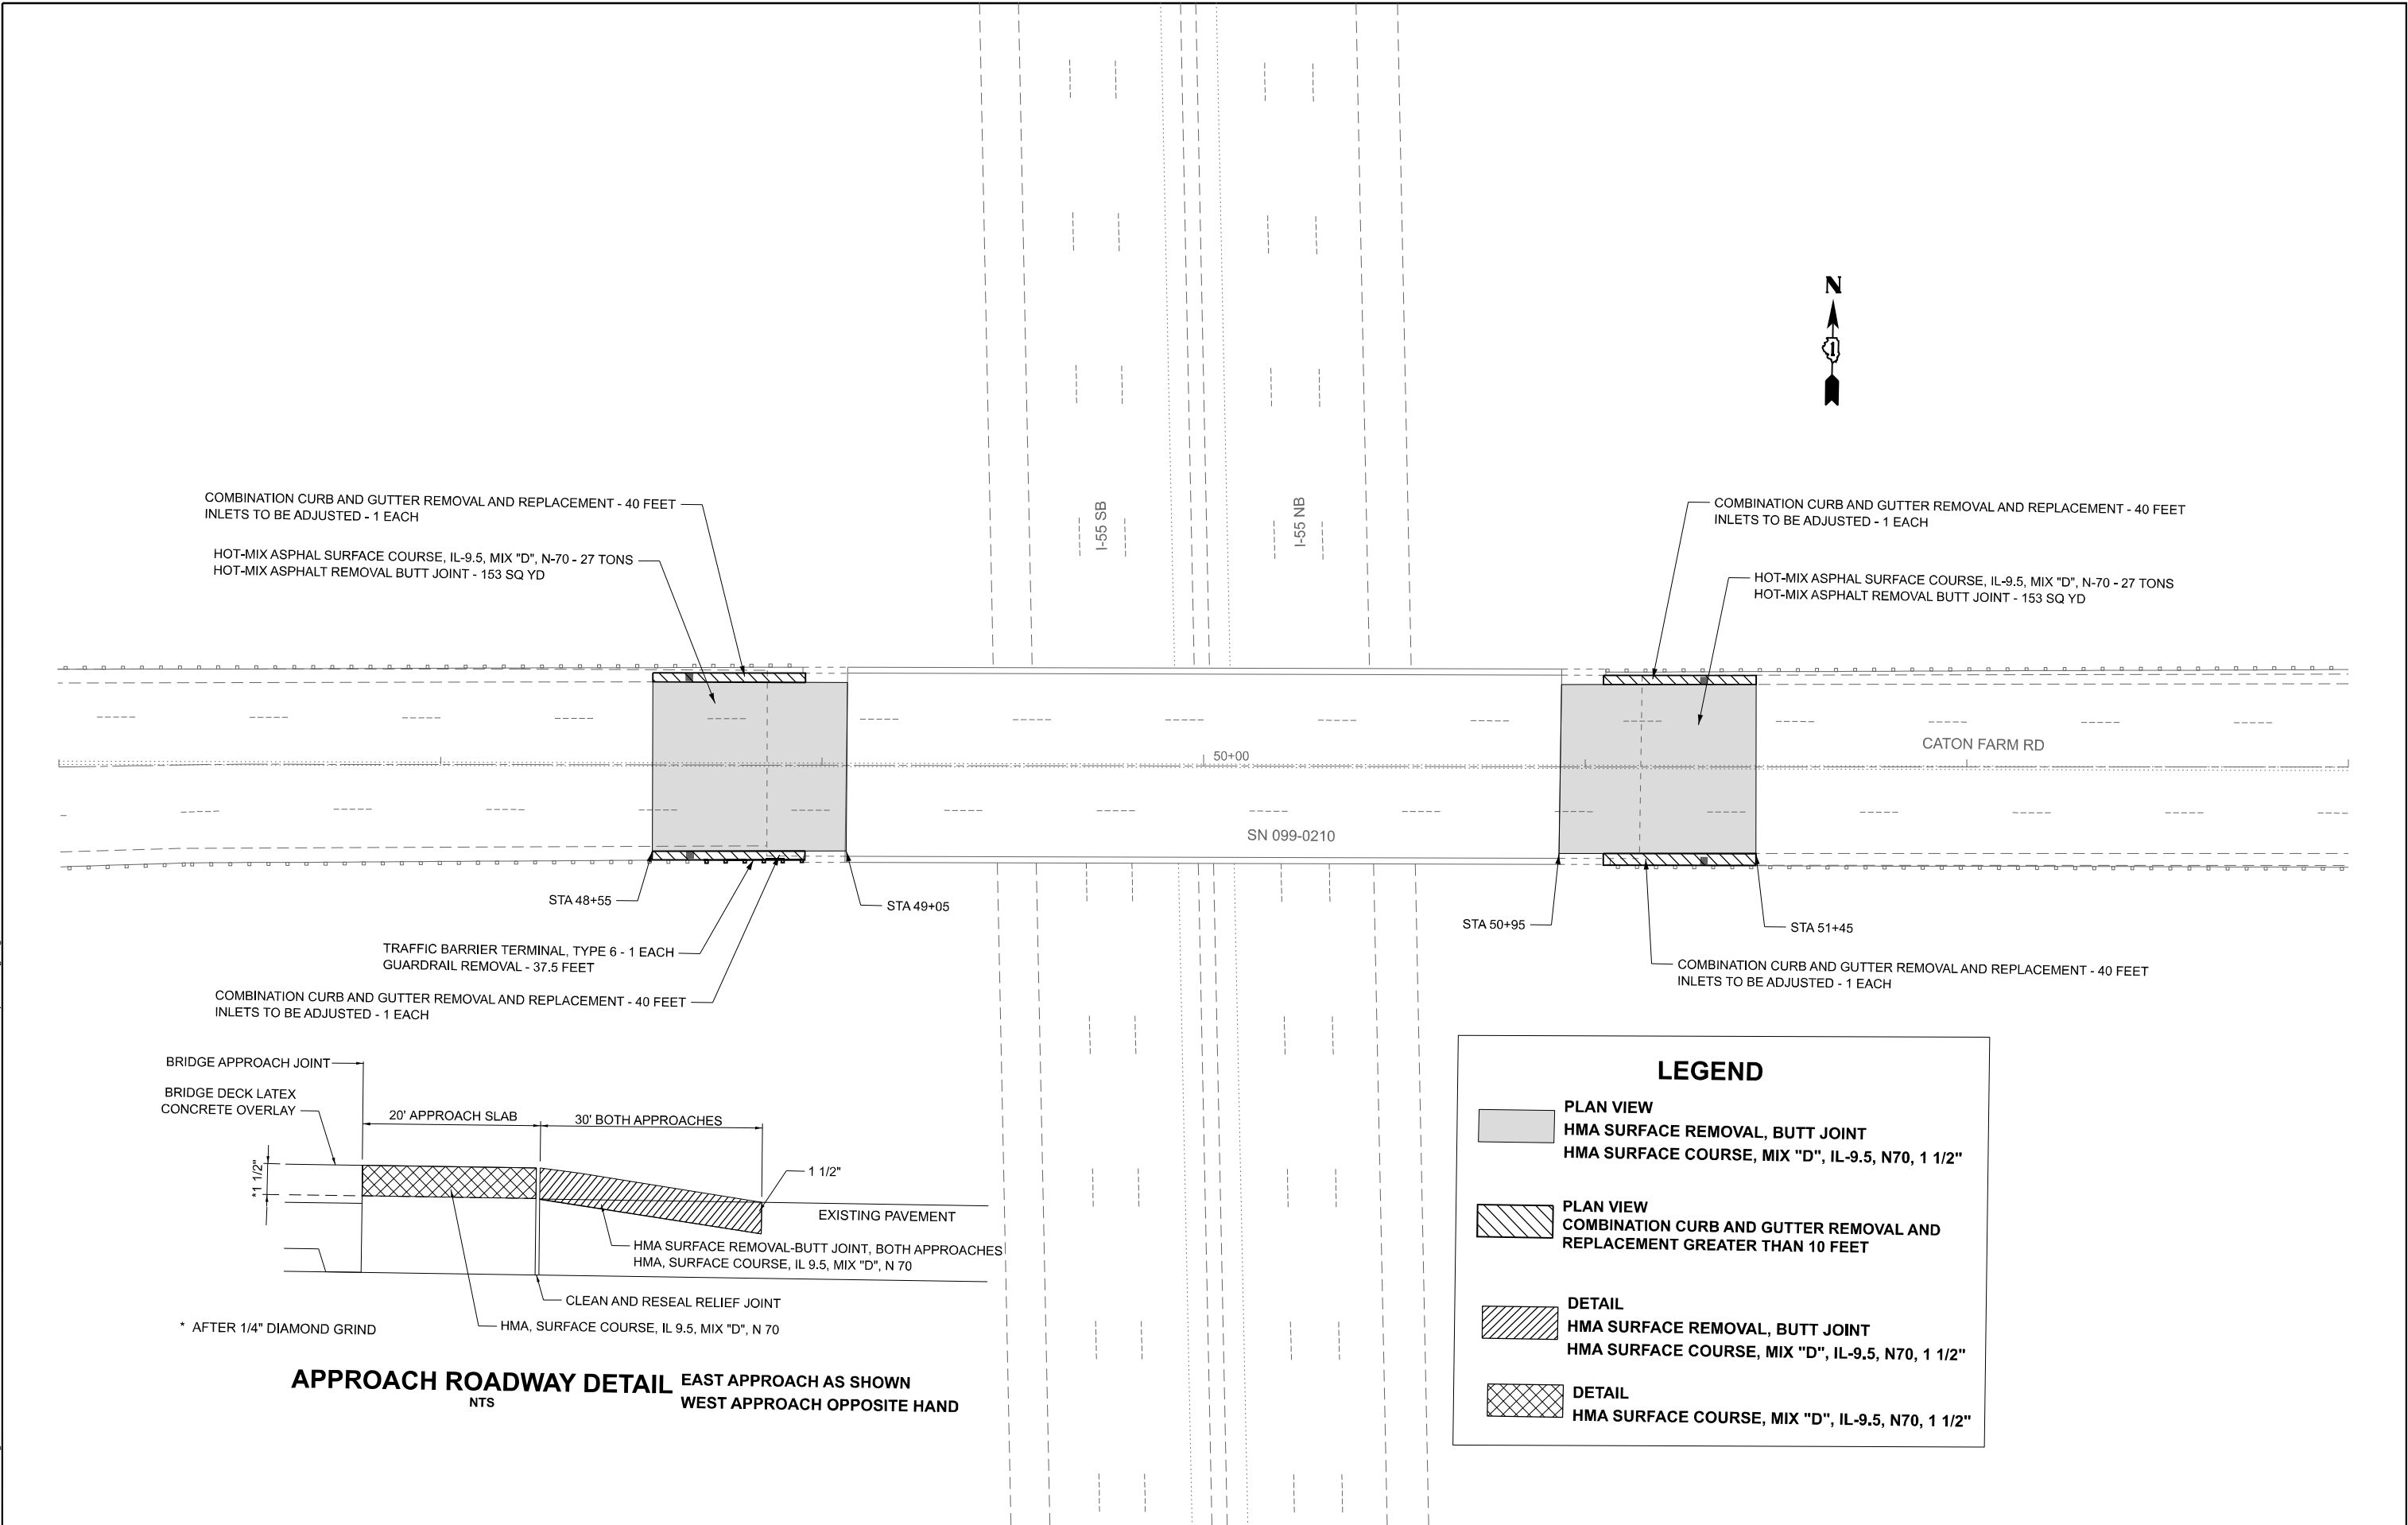 N
1
I-55 SB
I-55 NB
COMBINATION CURB AND GUTTER REMOVAL AND REPLACEMENT - 40 FEET
INLETS TO BE ADJUSTED - 1 EACH
HOT-MIX ASPHAL SURFACE COURSE, IL-9.5, MIX "D", N-70 - 27 TONS
HOT-MIX ASPHALT REMOVAL BUTT JOINT - 153 SQ YD
COMBINATION CURB AND GUTTER REMOVAL AND REPLACEMENT - 40 FEET
INLETS TO BE ADJUSTED - 1 EACH
HOT-MIX ASPHAL SURFACE COURSE, IL-9.5, MIX "D", N-70 - 27 TONS
HOT-MIX ASPHALT REMOVAL BUTT JOINT - 153 SQ YD
CATON FARM RD
50+00
SN 099-0210
STA 48+55
STA 49+05
STA 50+95
STA 51+45
TRAFFIC BARRIER TERMINAL, TYPE 6 - 1 EACH
GUARDRAIL REMOVAL - 37.5 FEET
COMBINATION CURB AND GUTTER REMOVAL AND REPLACEMENT - 40 FEET
INLETS TO BE ADJUSTED - 1 EACH
COMBINATION CURB AND GUTTER REMOVAL AND REPLACEMENT - 40 FEET
INLETS TO BE ADJUSTED - 1 EACH
BRIDGE APPROACH JOINT
BRIDGE DECK LATEX
CONCRETE OVERLAY
20' APPROACH SLAB
30' BOTH APPROACHES
*1 1/2"
1 1/2"
EXISTING PAVEMENT
HMA SURFACE REMOVAL-BUTT JOINT, BOTH APPROACHES
HMA, SURFACE COURSE, IL 9.5, MIX "D", N 70
CLEAN AND RESEAL RELIEF JOINT
HMA, SURFACE COURSE, IL 9.5, MIX "D", N 70
* AFTER 1/4" DIAMOND GRIND
APPROACH ROADWAY DETAIL
NTS
EAST APPROACH AS SHOWN
WEST APPROACH OPPOSITE HAND
LEGEND
PLAN VIEW
HMA SURFACE REMOVAL, BUTT JOINT
HMA SURFACE COURSE, MIX "D", IL-9.5, N70, 1 1/2"
PLAN VIEW
COMBINATION CURB AND GUTTER REMOVAL AND
REPLACEMENT GREATER THAN 10 FEET
DETAIL
HMA SURFACE REMOVAL, BUTT JOINT
HMA SURFACE COURSE, MIX "D", IL-9.5, N70, 1 1/2"
DETAIL
HMA SURFACE COURSE, MIX "D", IL-9.5, N70, 1 1/2"